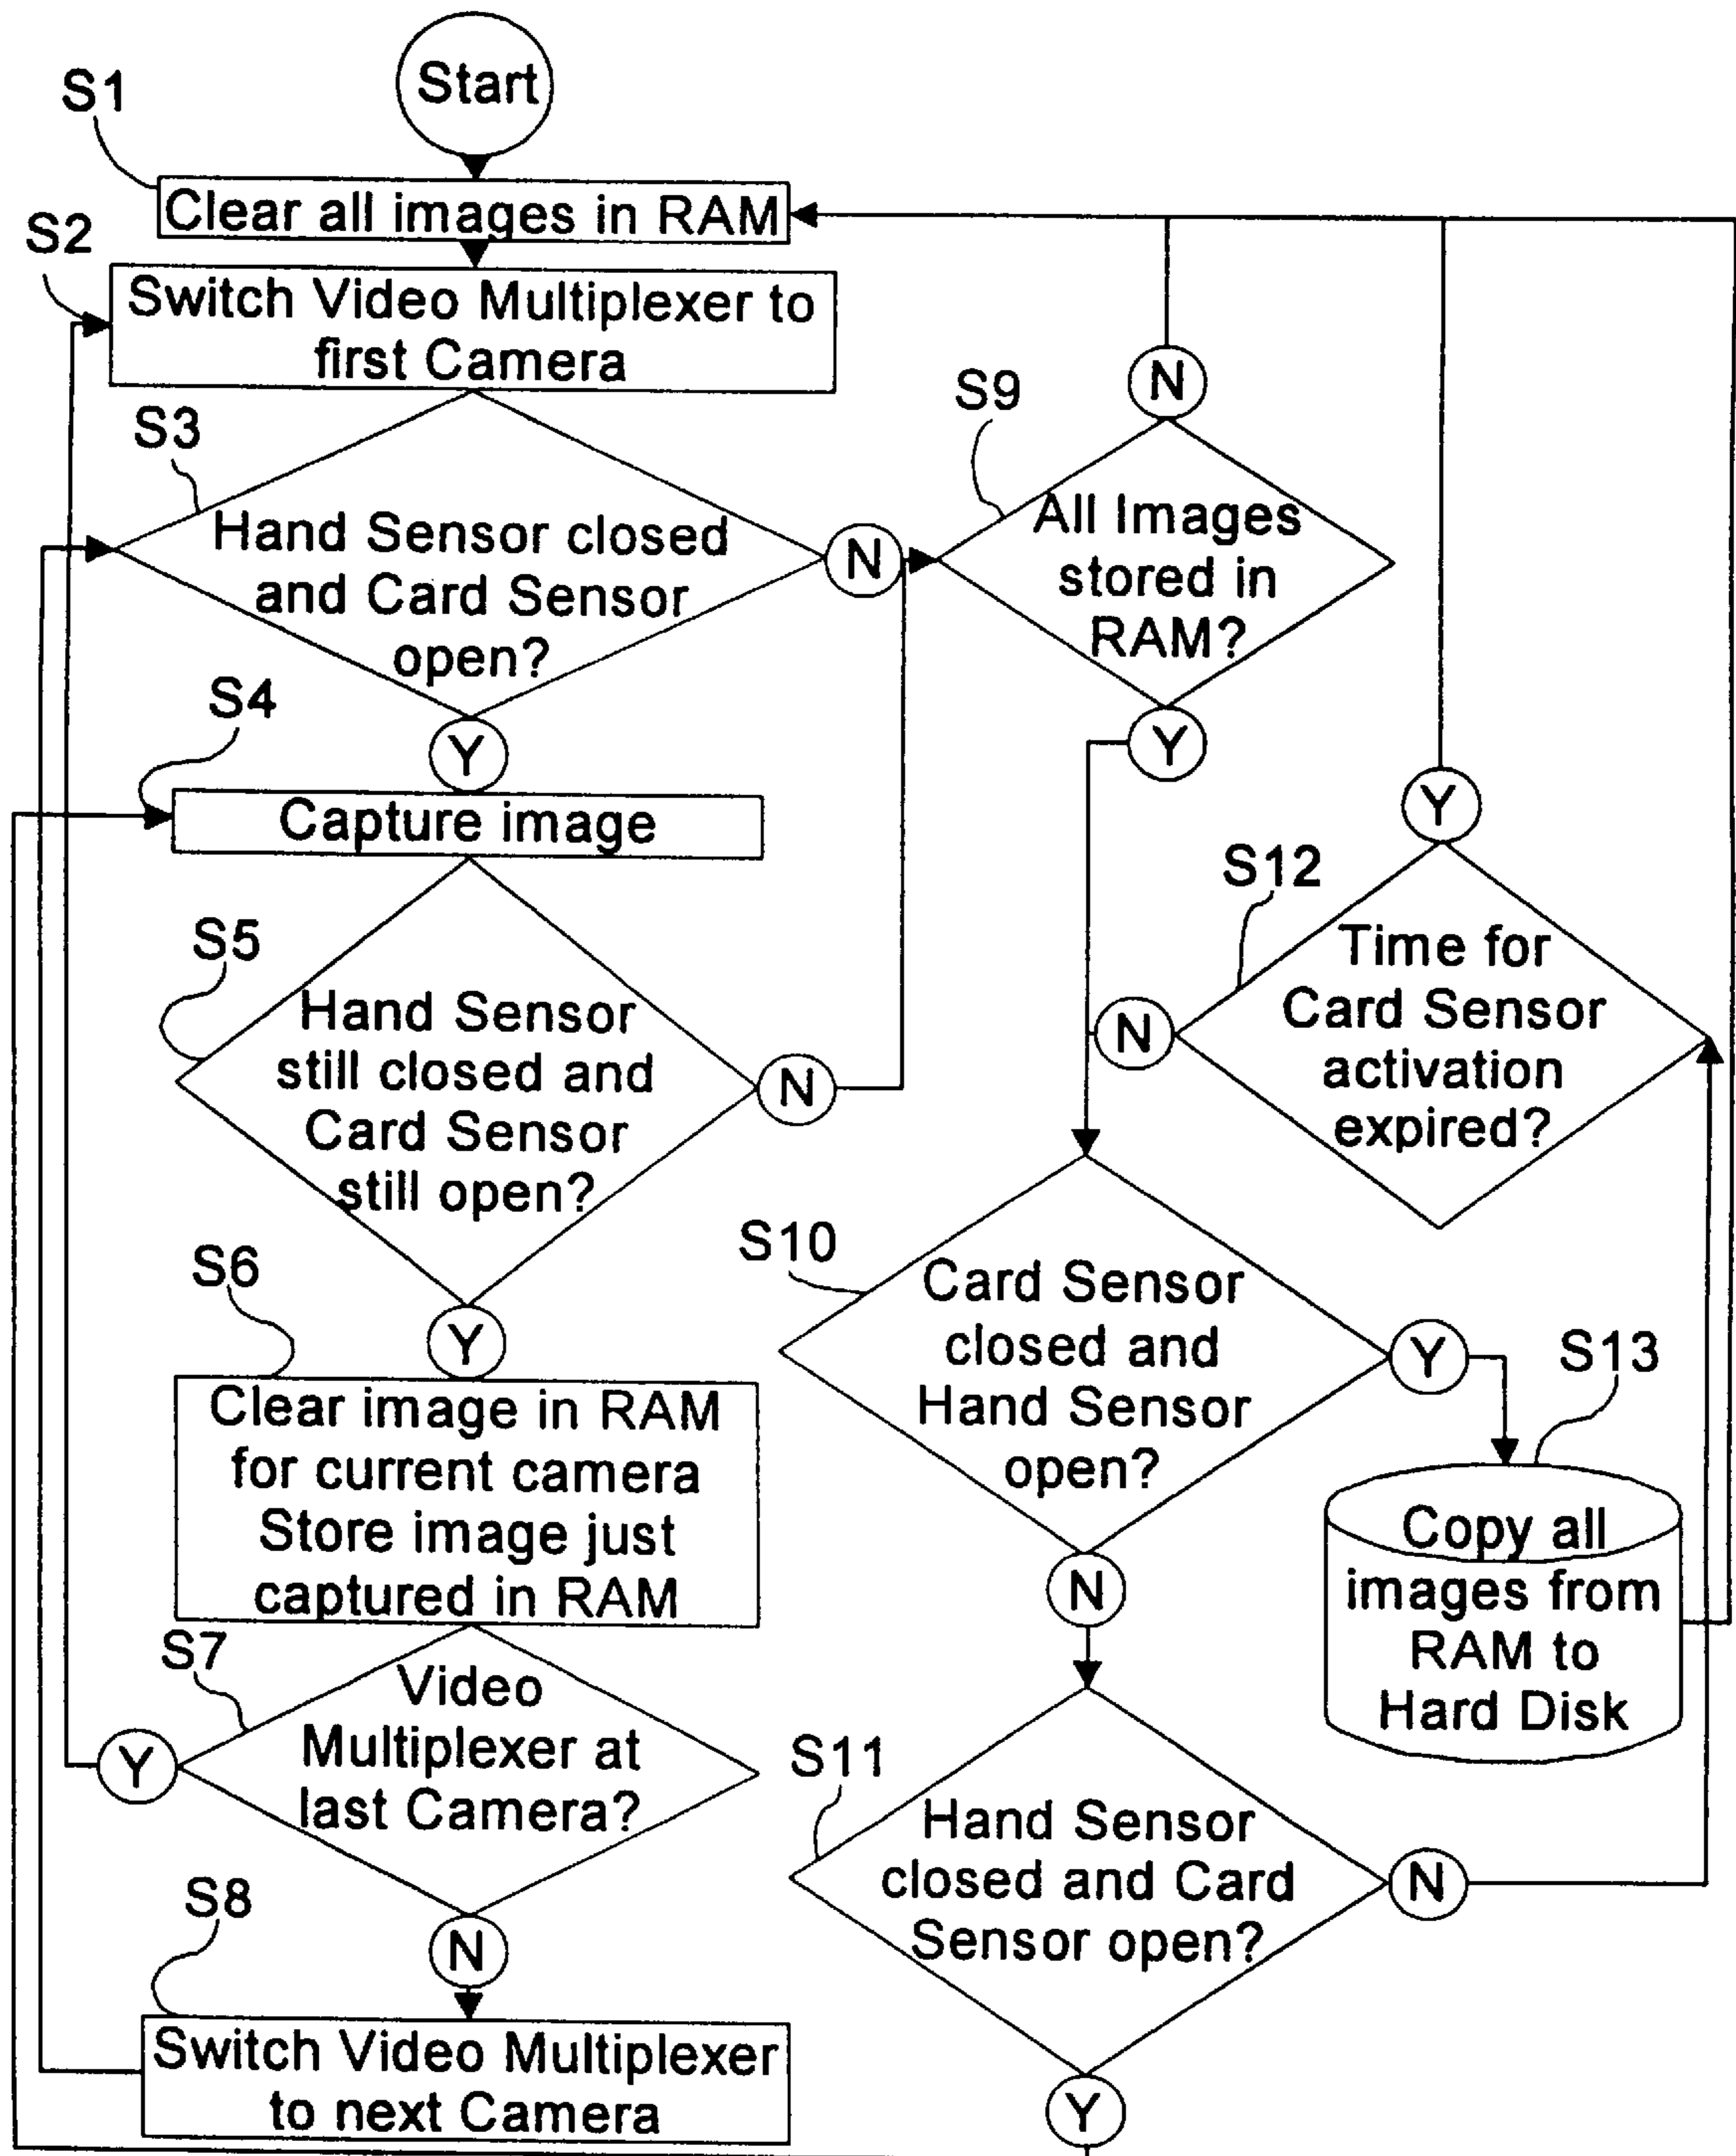 Start
S1
Clear all images in RAM
S2
Switch Video Multiplexer to
first Camera
S3
Hand Sensor closed
and Card Sensor
open?
N
Y
S4
Capture image
S5
Hand Sensor
still closed and
Card Sensor
still open?
N
Y
S6
Clear image in RAM
for current camera
Store image just
captured in RAM
S7
Video
Multiplexer at
last Camera?
Y
N
S8
Switch Video Multiplexer
to next Camera
S9
N
All Images
stored in
RAM?
Y
S12
Y
Time for
Card Sensor
activation
expired?
N
S10
Card Sensor
closed and
Hand Sensor
open?
Y
N
S13
Copy all
images from
RAM to
Hard Disk
S11
Hand Sensor
closed and Card
Sensor open?
N
Y